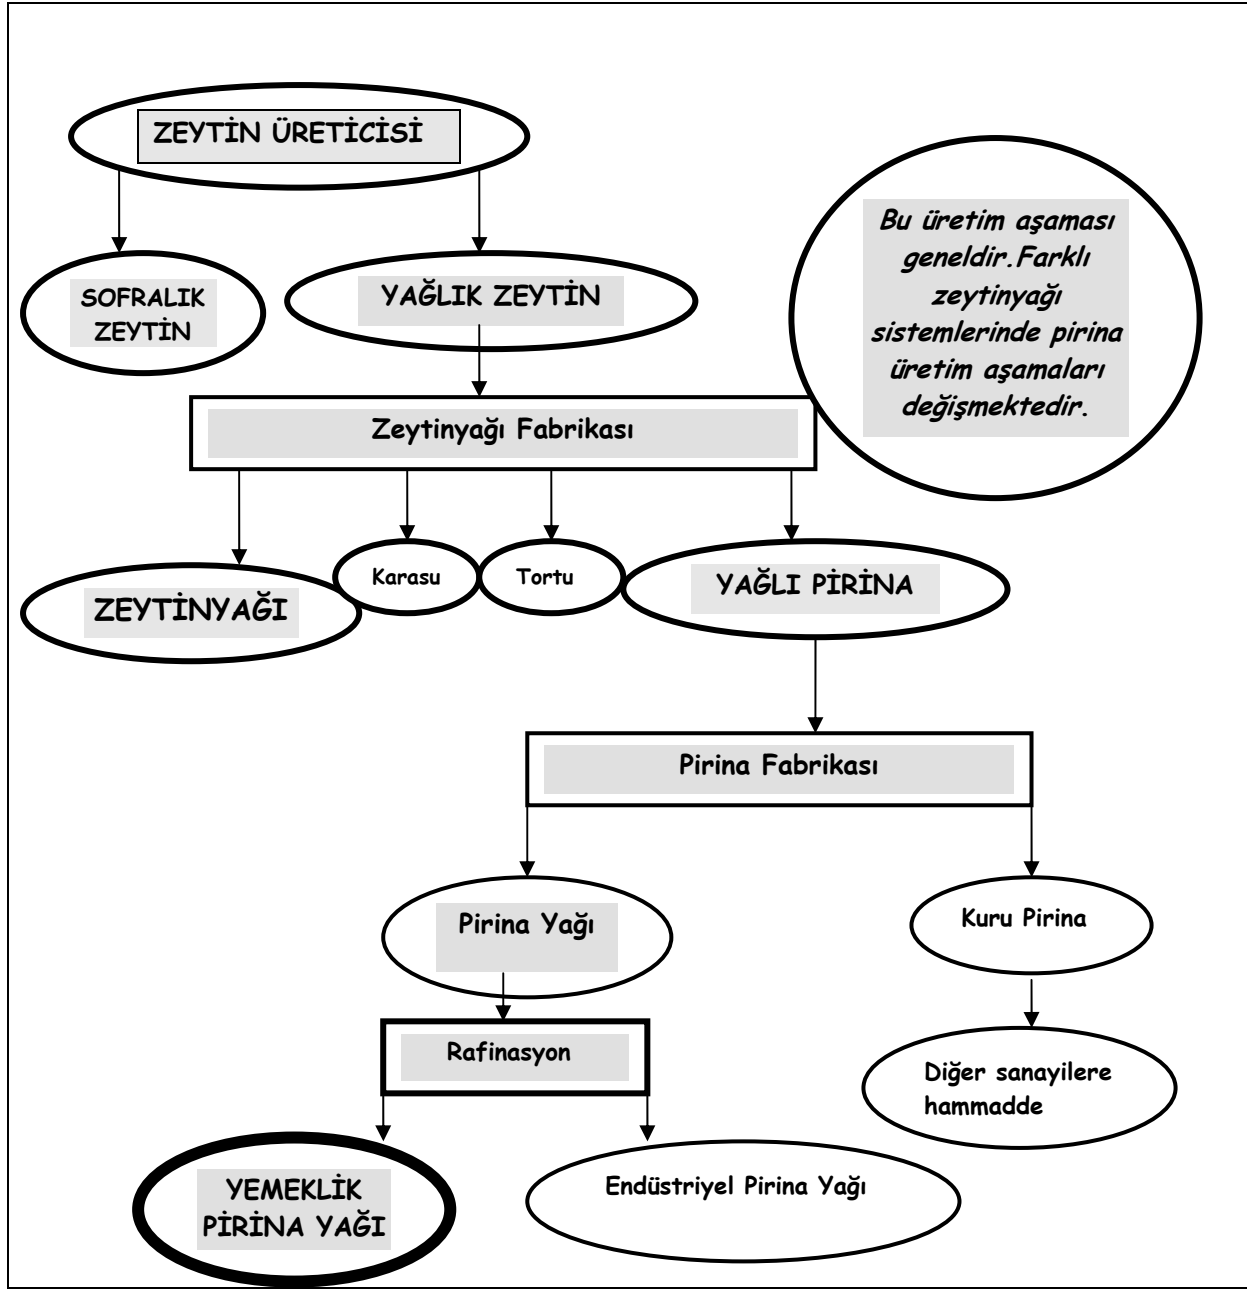 ZEYTİN ÜRETİCİSİ
Bu üretim aşaması
geneldir.Farklı
zeytinyağı
sistemlerinde pirina
üretim aşamaları
değişmektedir.
SOFRALIK
ZEYTİN
YAĞLIK ZEYTİN
Zeytinyağı Fabrikası
ZEYTİNYAĞI
Karasu
Tortu
YAĞLI PİRİNA
Pirina Fabrikası
Pirina Yağı
Kuru Pirina
Rafinasyon
Diğer sanayilere
hammadde
YEMEKLİK
PİRİNA YAĞI
Endüstriyel Pirina Yağı